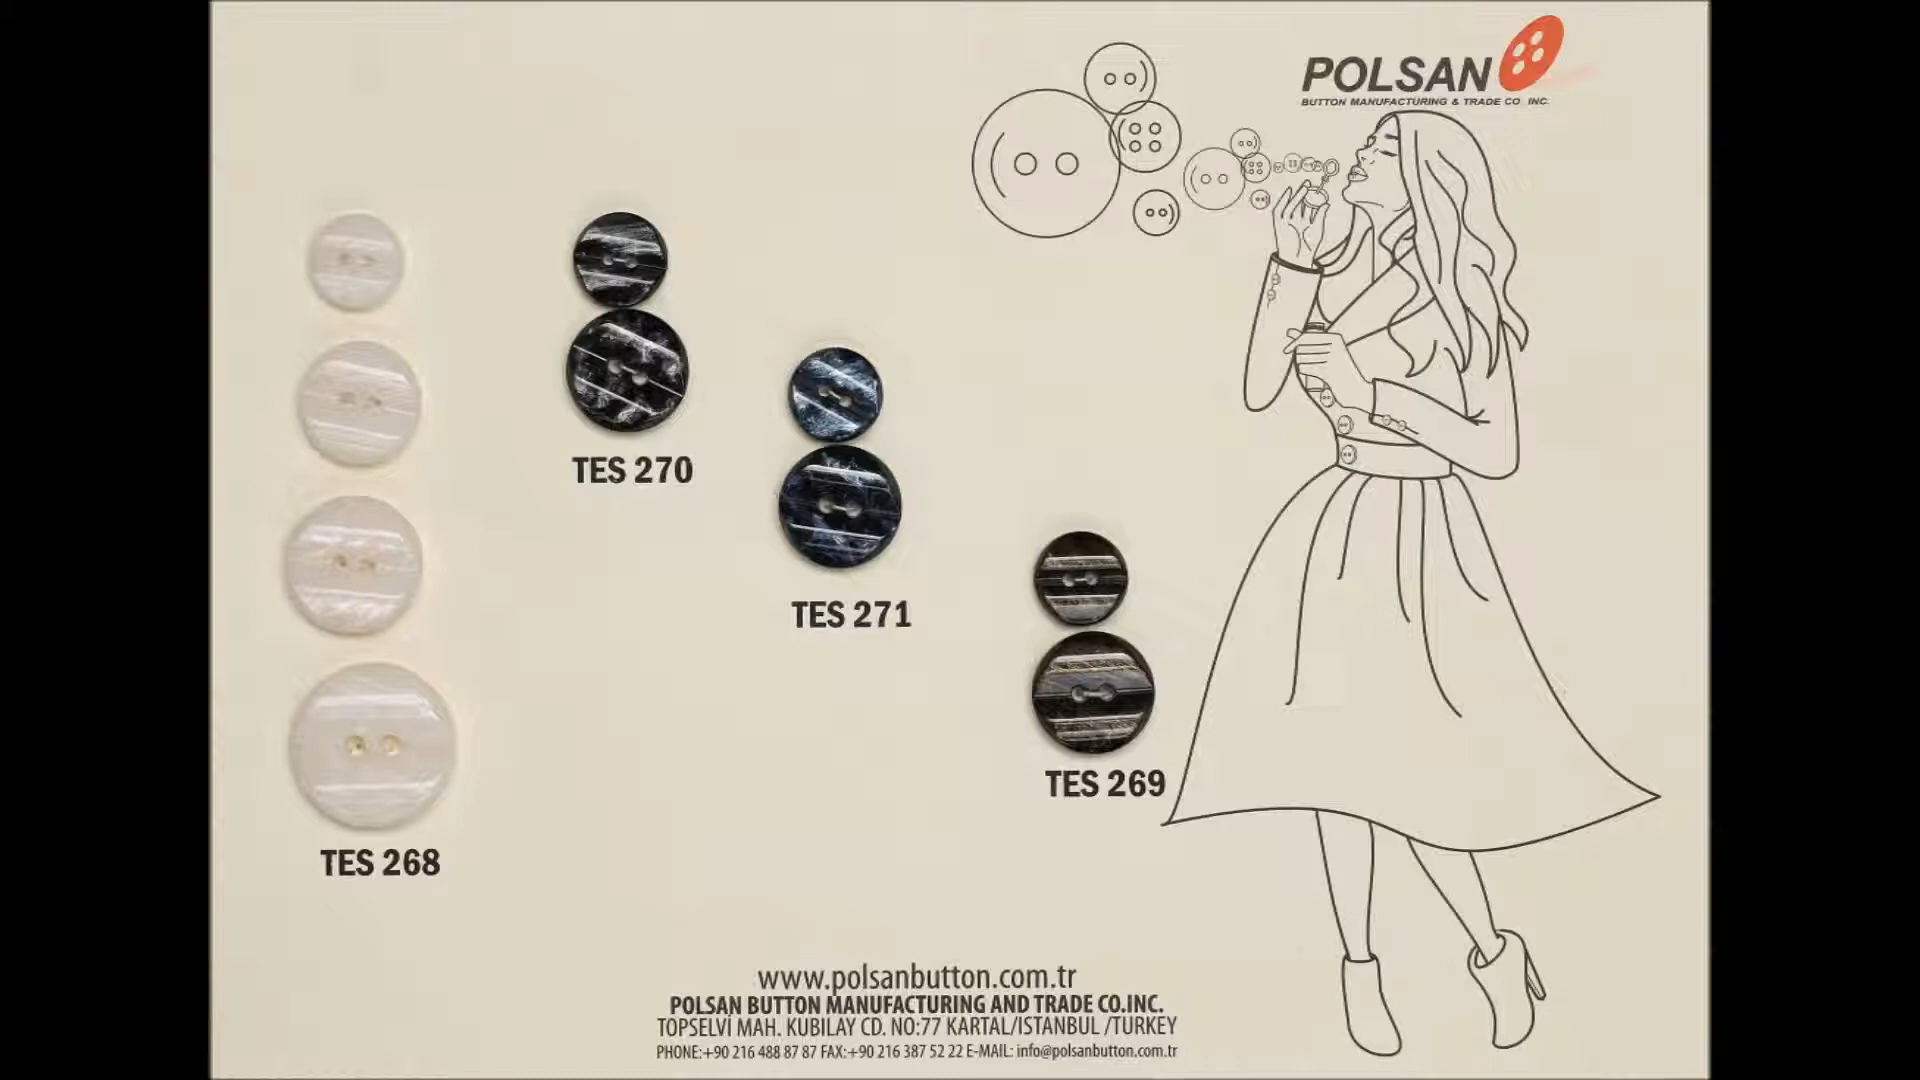 POLSAN
BUTTON MANUFACTURING & TRADE CO. INC.
TES 270
TES 271
TES 269
TES 268
www.polsanbutton.com.tr
POLSAN BUTTON MANUFACTURING AND TRADE CO.INC.
TOPSELVİ MAH. KUBILAY CD. NO:77 KARTAL/ISTANBUL /TURKEY
PHONE:+90 216 488 87 87 FAX:+90 216 387 52 22 E-MAIL: info@polsanbutton.com.tr